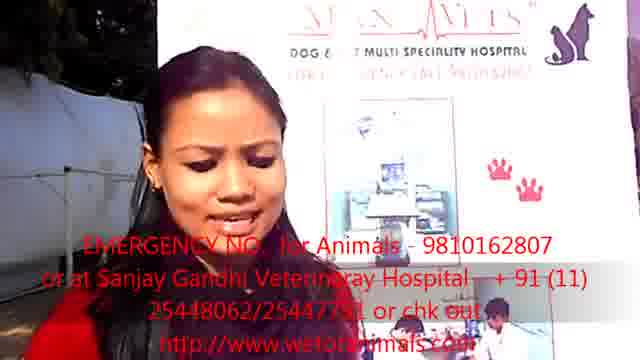 DOG & CAT MULTI SPECIALITY HOSPITAL
EMERGENCY NO. for Animals - 9810162807
or at Sanjay Gandhi Veterinaray Hospital - + 91 (11)
25448062/25447751 or chk out
http://www.weforanimals.com